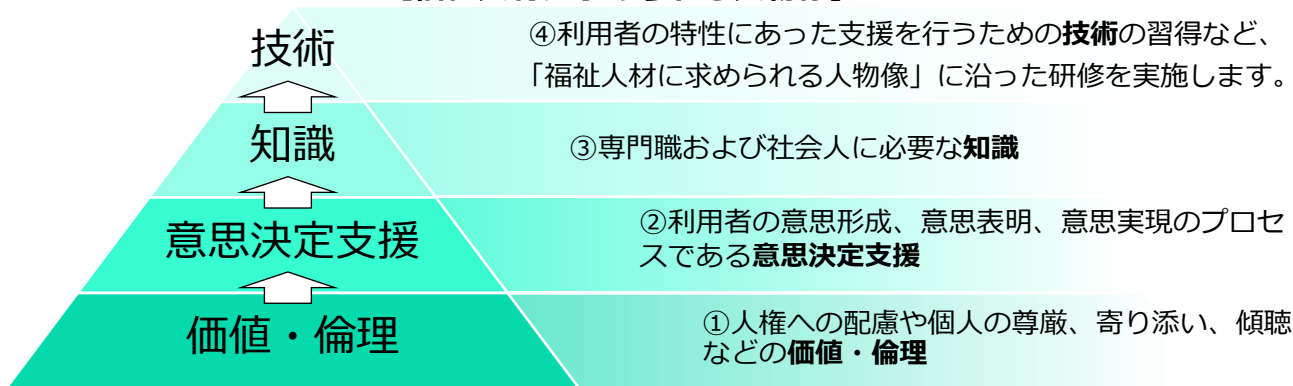 技術
④利用者の特性にあった支援を行うための技術の習得など、
「福祉人材に求められる人物像」に沿った研修を実施します。
知識
③専門職および社会人に必要な知識
意思決定支援
②利用者の意思形成、意思表明、意思実現のプロセ
スである意思決定支援
価値・倫理
①人権への配慮や個人の尊厳、寄り添い、傾聴
などの価値・倫理